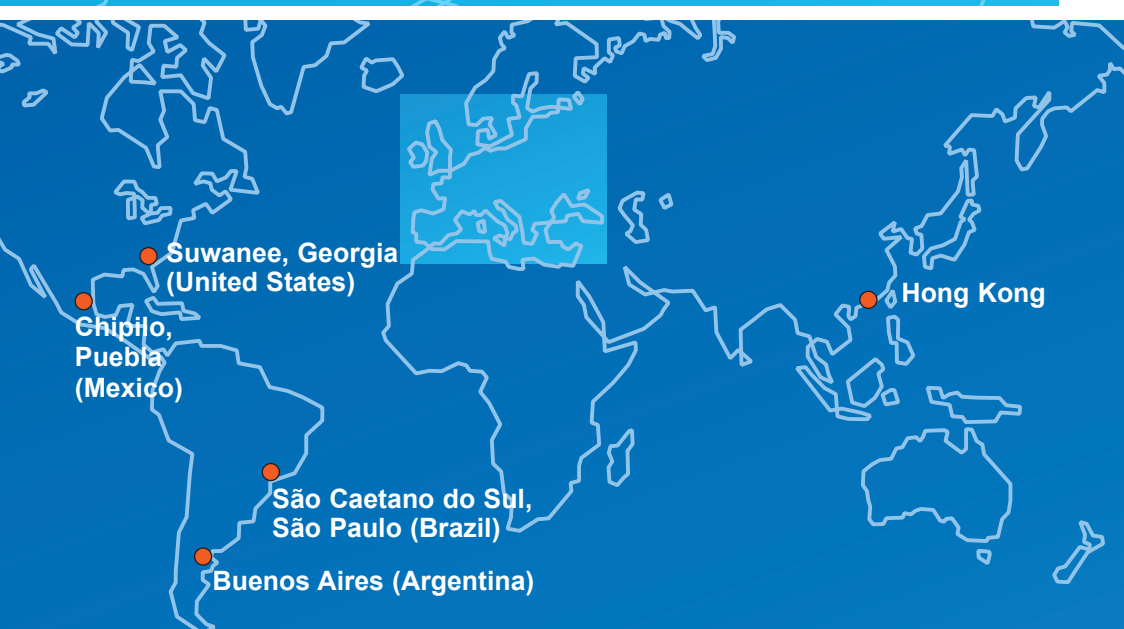 Suwanee, Georgia
(United States)
Hong Kong
Chipilo,
Puebla
(Mexico)
São Caetano do Sul,
São Paulo (Brazil)
Buenos Aires (Argentina)